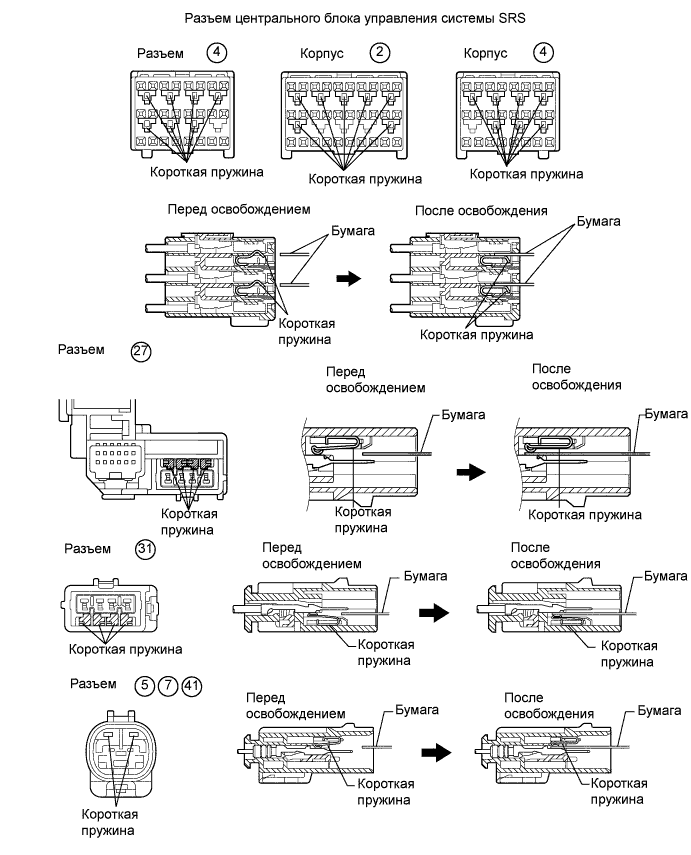 Разъем центрального блока управления системы SRS
Разъем 4
Корпус 2
Корпус 4
Короткая пружина
Короткая пружина
Короткая пружина
Перед освобождением
После освобождения
Бумага
Бумага
Короткая
пружина
Короткая пружина
Разъем 27
Перед
освобождением
После
освобождения
Бумага
Бумага
Короткая
пружина
Короткая
пружина
Короткая пружина
Разъем 31
Перед
освобождением
После
освобождения
Бумага
Бумага
Короткая пружина
Короткая
пружина
Короткая
пружина
Разъем 5 7 41
Перед
освобождением
После
освобождения
Бумага
Бумага
Короткая
пружина
Короткая
пружина
Короткая
пружина